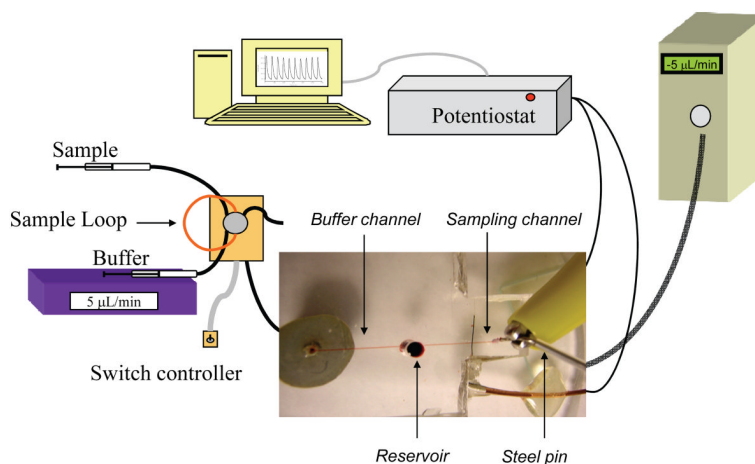 -5 μL/min
Potentiostat
Sample
Sample Loop
Buffer channel
Sampling channel
Buffer
5 μL/min
Switch controller
Reservoir
Steel pin